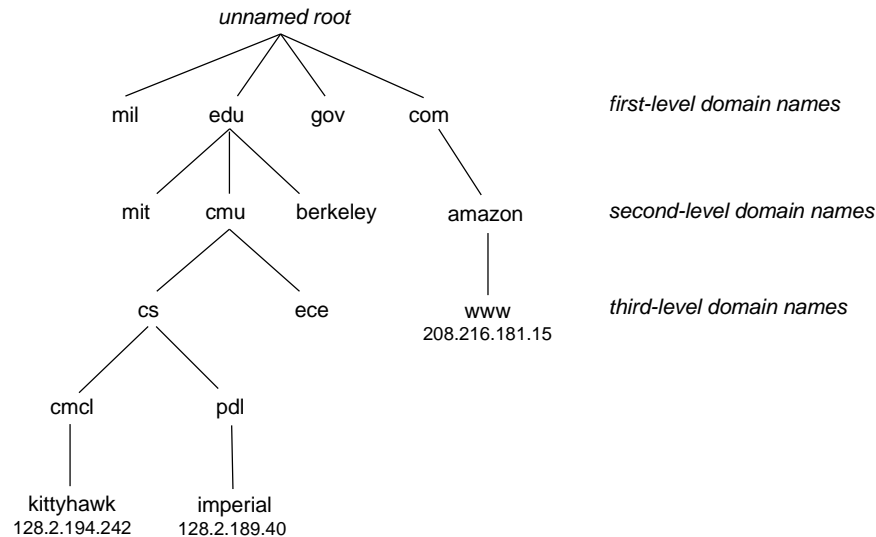 unnamed root
mil edu gov com first-level domain names
mit cmu berkeley amazon second-level domain names
cs ece www third-level domain names
208.216.181.15
cmcl pdl
kittyhawk imperial
128.2.194.242 128.2.189.40